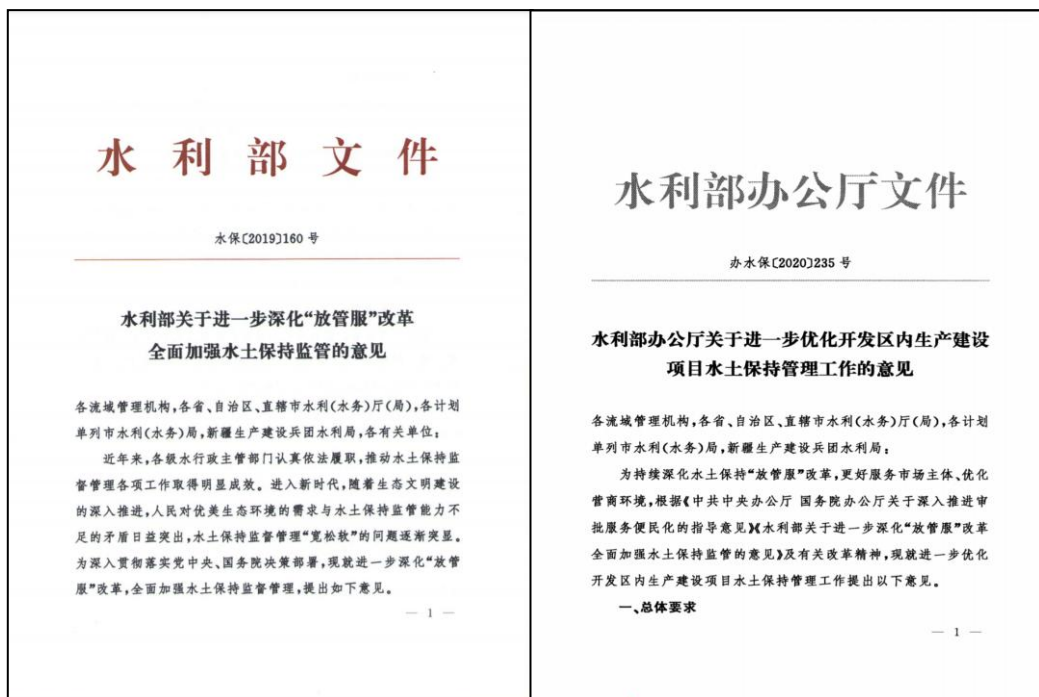 水利部文件
水保〔2019〕160 号
水利部关于进一步深化“放管服”改革
全面加强水土保持监管的意见
各流域管理机构,各省、自治区、直辖市水利(水务)厅(局),各计划
单列市水利(水务)局,新疆生产建设兵团水利局,各有关单位:
近年来,各级水行政主管部门认真依法履职,推动水土保持监
督管理各项工作取得明显成效。进入新时代,随着生态文明建设
的深入推进,人民对优美生态环境的需求与水土保持监管能力不
足的矛盾日益突出,水土保持监督管理“宽松软”的问题逐渐突显。
为深入贯彻落实党中央、国务院决策部署,现就进一步深化“放管
服”改革,全面加强水土保持监督管理,提出如下意见。
— 1 —
水利部办公厅文件
办水保〔2020〕235 号
水利部办公厅关于进一步优化开发区内生产建设
项目水土保持管理工作的意见
各流域管理机构,各省、自治区、直辖市水利(水务)厅(局),各计划
单列市水利(水务)局,新疆生产建设兵团水利局:
为持续深化水土保持“放管服”改革,更好服务市场主体、优化
营商环境,根据《中共中央办公厅 国务院办公厅关于深入推进审
批服务便民化的指导意见》《水利部关于进一步深化“放管服”改革
全面加强水土保持监管的意见》及有关改革精神,现就进一步优化
开发区内生产建设项目水土保持管理工作提出以下意见。
一、总体要求
— 1 —